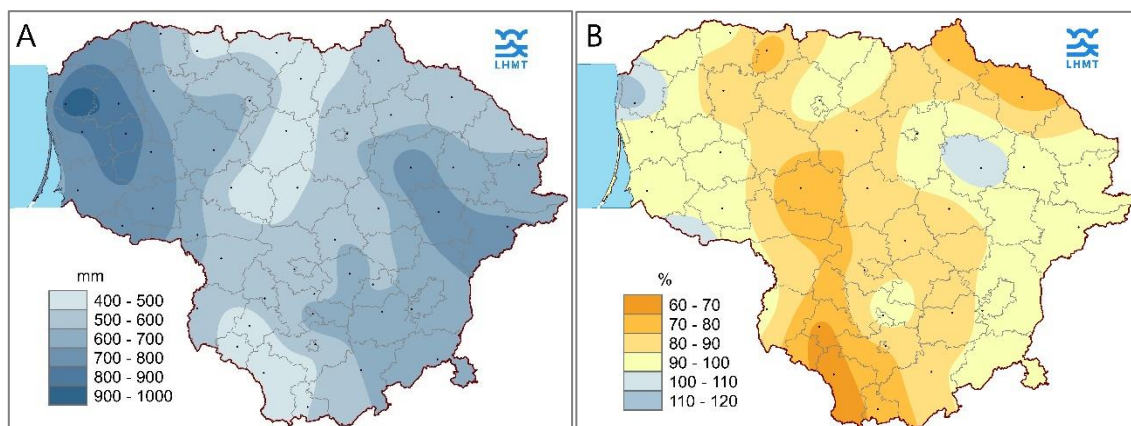 A
LHMT
mm
400 - 500
500 - 600
600 - 700
700 - 800
800 - 900
900 - 1000
B
LHMT
%
60 - 70
70 - 80
80 - 90
90 - 100
100 - 110
110 - 120